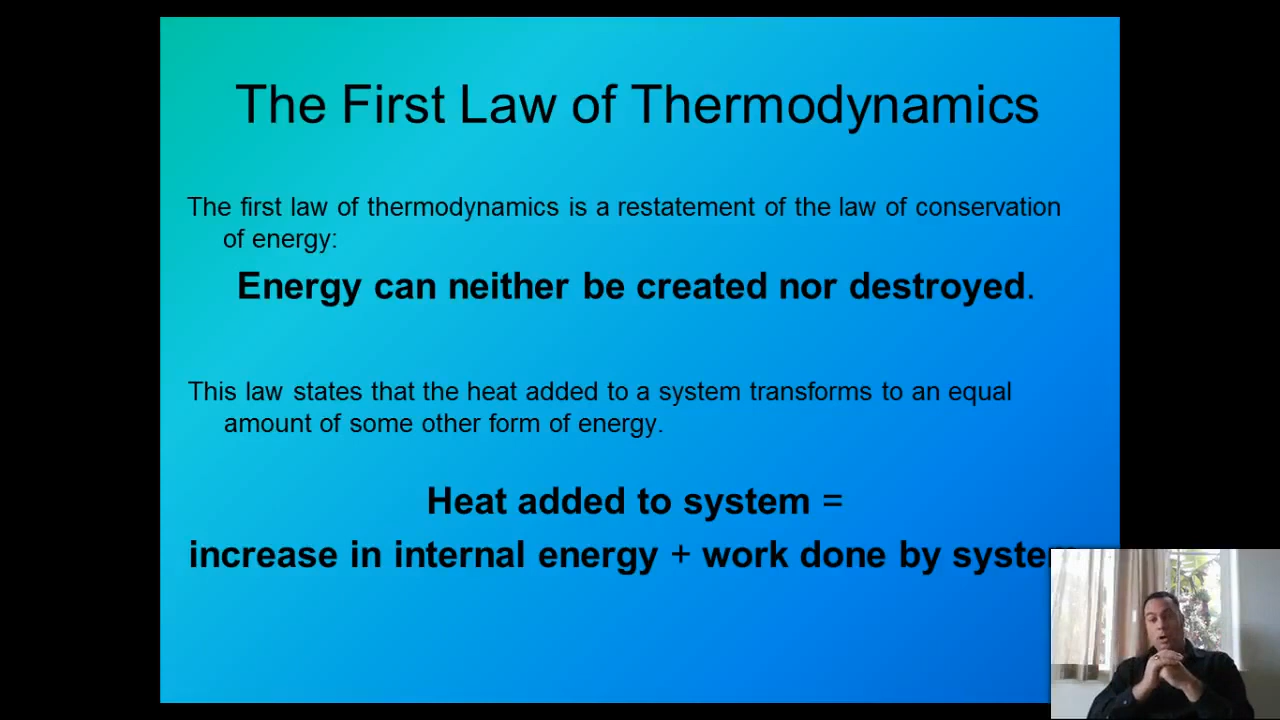 The First Law of Thermodynamics
The first law of thermodynamics is a restatement of the law of conservation
of energy:
Energy can neither be created nor destroyed.
This law states that the heat added to a system transforms to an equal
amount of some other form of energy.
Heat added to system =
increase in internal energy + work done by system